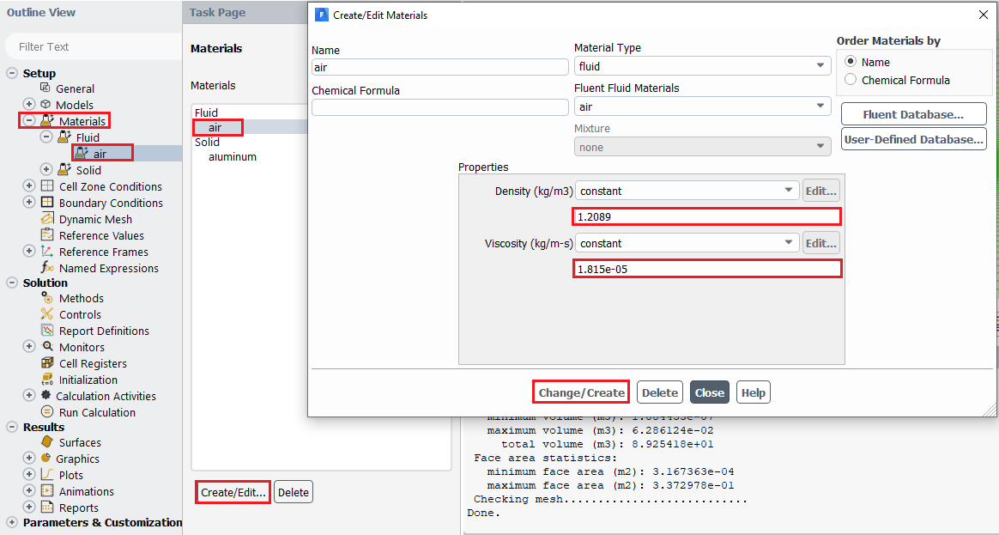 Outline View
Filter Text
Setup
General
Models
Materials
Fluid
air
Solid
Cell Zone Conditions
Boundary Conditions
Dynamic Mesh
Reference Values
Reference Frames
Named Expressions
Solution
Methods
Controls
Report Definitions
Monitors
Cell Registers
Initialization
Calculation Activities
Run Calculation
Results
Surfaces
Graphics
Plots
Animations
Reports
Parameters & Customization
Task Page
Materials
Materials
Fluid
air
Solid
aluminum
Create/Edit... Delete
Create/Edit Materials
Name
air
Chemical Formula
Material Type
fluid
Fluent Fluid Materials
air
Mixture
none
Order Materials by
Name
Chemical Formula
Fluent Database...
User-Defined Database...
Properties
Density (kg/m3) constant Edit...
1.2089
Viscosity (kg/m-s) constant Edit...
1.815e-05
Change/Create Delete Close Help
minimum volume (m3):
maximum volume (m3): 6.286124e-02
total volume (m3): 8.925418e+01
Face area statistics:
minimum face area (m2): 3.167363e-04
maximum face area (m2): 3.372978e-01
Checking mesh...........................
Done.